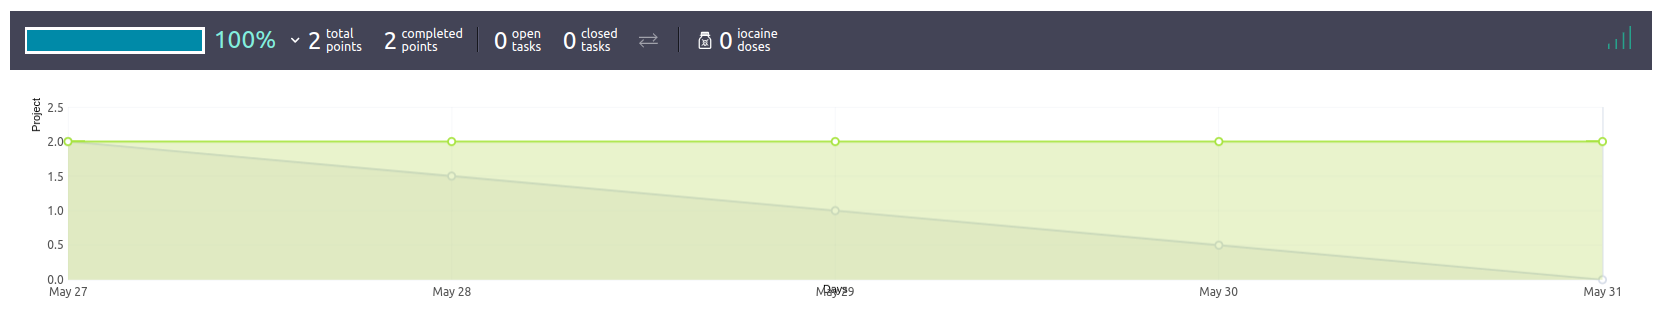 100% 2 total points 2 completed points 0 open tasks 0 closed tasks 0 iocaine doses
Project
2.5
2.0
1.5
1.0
0.5
0.0
May 27 May 28 May 29 May 30 May 31
Days